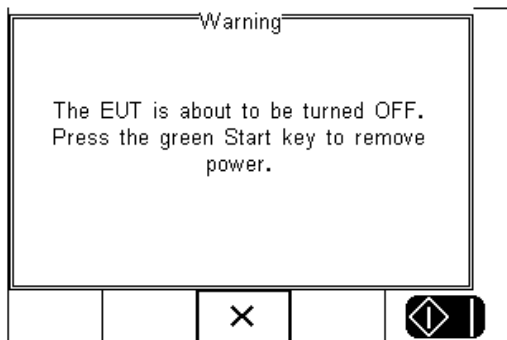 Warning
The EUT is about to be turned OFF.
Press the green Start key to remove
power.